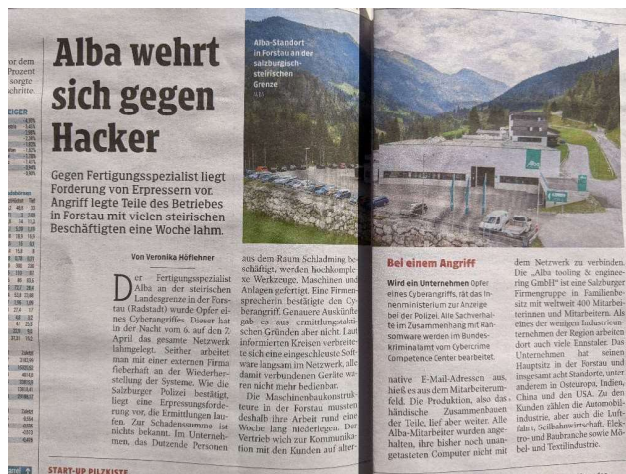 Alba wehrt
sich gegen
Hacker
Gegen Fertigungsspezialist liegt
Forderung von Erpressern vor.
Angriff legte Teile des Betriebes
in Forstau mit vielen steirischen
Beschäftigten eine Woche lahm.
Von Veronika Höflehner
Der Fertigungsspezialist
Alba an der steirischen
Landesgrenze in der Fors-
tau (Radstadt) wurde Opfer ei-
nes Cyberangriffs. Dieser hat
in der Nacht vom 6. auf den 7.
April das gesamte Netzwerk
lahmgelegt. Seither arbeitet
man mit einer externen Firma
fieberhaft an der Wiederher-
stellung der Systeme. Wie die
Salzburger Polizei bestätigt,
liegt eine Erpressungsforde-
rung vor, die Ermittlungen lau-
fen. Zur Schadenssumme ist
nichts bekannt. Im Unterneh-
men, das Dutzende Personen
aus dem Raum Schladming be-
schäftigt, werden hochkomple-
xe Werkzeuge, Maschinen und
Anlagen gefertigt. Eine Firmen-
sprecherin bestätigte den Cy-
berangriff. Genauere Auskünfte
gab es aus ermittlungstakti-
schen Gründen aber nicht. Laut
informierten Kreisen verbreite-
te sich eine eingeschleuste Soft-
ware langsam im Netzwerk, alle
damit verbundenen Geräte wa-
ren nicht mehr bedienbar.
Die Maschinenbaukonstruk-
teure in der Forstau mussten
deshalb ihre Arbeit rund eine
Woche lang niederlegen. Der
Vertrieb wich zur Kommunika-
tion mit den Kunden auf alter-
Alba-Standort
in Forstau an der
salzburgisch-
steirischen
Grenze
Bei einem Angriff
Wird ein Unternehmen Opfer
eines Cyberangriffs, rät das In-
nenministerium zur Anzeige
bei der Polizei. Alle Sachverhal-
te im Zusammenhang mit Ran-
somware werden im Bundes-
kriminalamt vom Cybercrime
Competence Center bearbeitet.
native E-Mail-Adressen aus,
hieß es aus dem Mitarbeiterum-
feld. Die Produktion, also das
händische Zusammenbauen
der Teile, lief aber weiter. Alle
Alba-Mitarbeiter wurden ange-
halten, ihre bisher noch unan-
getasteten Computer nicht mit
dem Netzwerk zu verbinden.
Die „Alba tooling & enginee-
ring GmbH" ist eine Salzburger
Firmengruppe in Familienbe-
sitz mit weltweit 400 Mitarbei-
terinnen und Mitarbeitern. Als
eines der wenigen Industrieun-
ternehmen der Region arbeiten
dort auch viele Ennstaler. Das
Unternehmen hat seinen
Hauptsitz in der Forstau und
insgesamt acht Standorte, unter
anderem in Osteuropa, Indien,
China und den USA. Zu den
Kunden zählen die Automobil-
industrie, aber auch die Luft-
fahrt, Seilbahnwirtschaft, Elek-
tro- und Baubranche sowie Mö-
bel- und Textilindustrie.
START-UP PILZKISTE